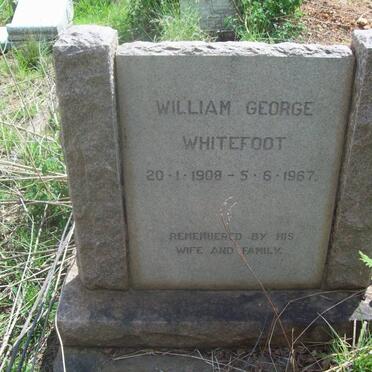 WILLIAM GEORGE
WHITEFOOT
20·1·1908 - 5·6·1967.
REMEMBERED BY HIS
WIFE AND FAMILY.